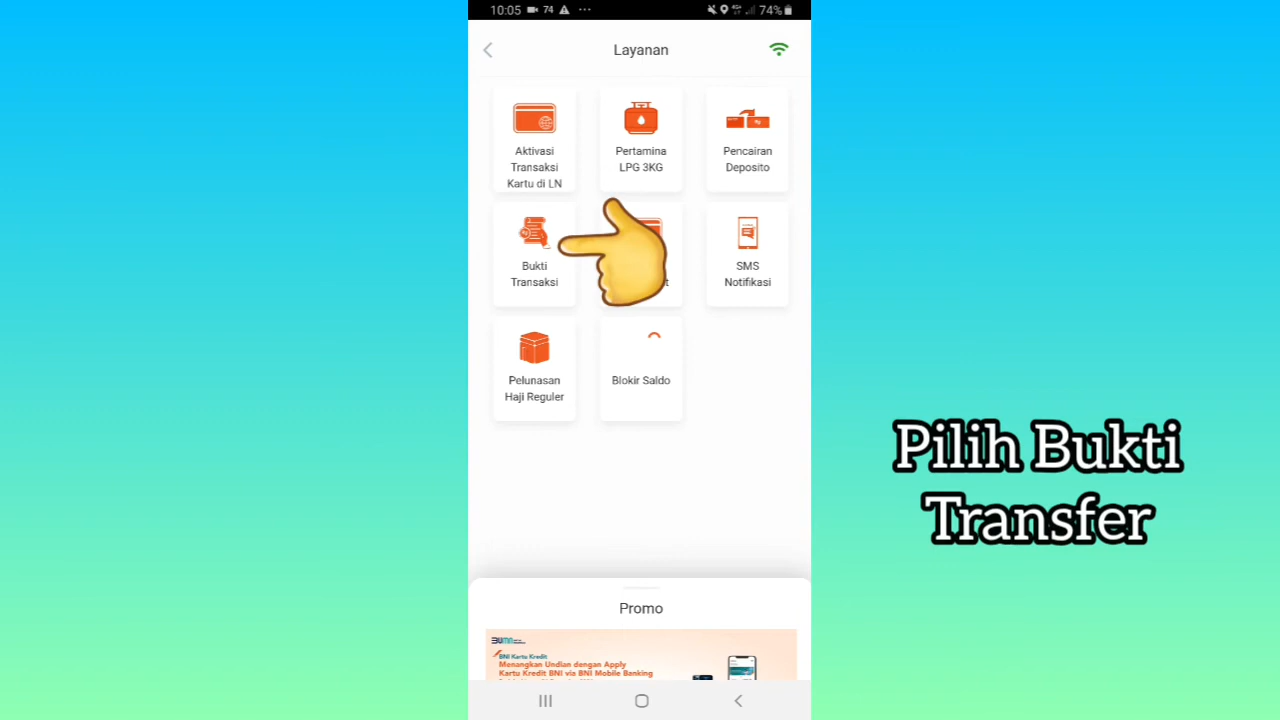 10:05
74
74%
Layanan
Aktivasi
Transaksi
Kartu di LN
Pertamina
LPG 3KG
Pencairan
Deposito
Bukti
Transaksi
SMS
Notifikasi
Pelunasan
Haji Reguler
Blokir Saldo
Pilih Bukti
Transfer
Promo
BUMN
BNI Kartu Kredit
Menangkan Undian dengan Apply
Kartu Kredit BNI via BNI Mobile Banking